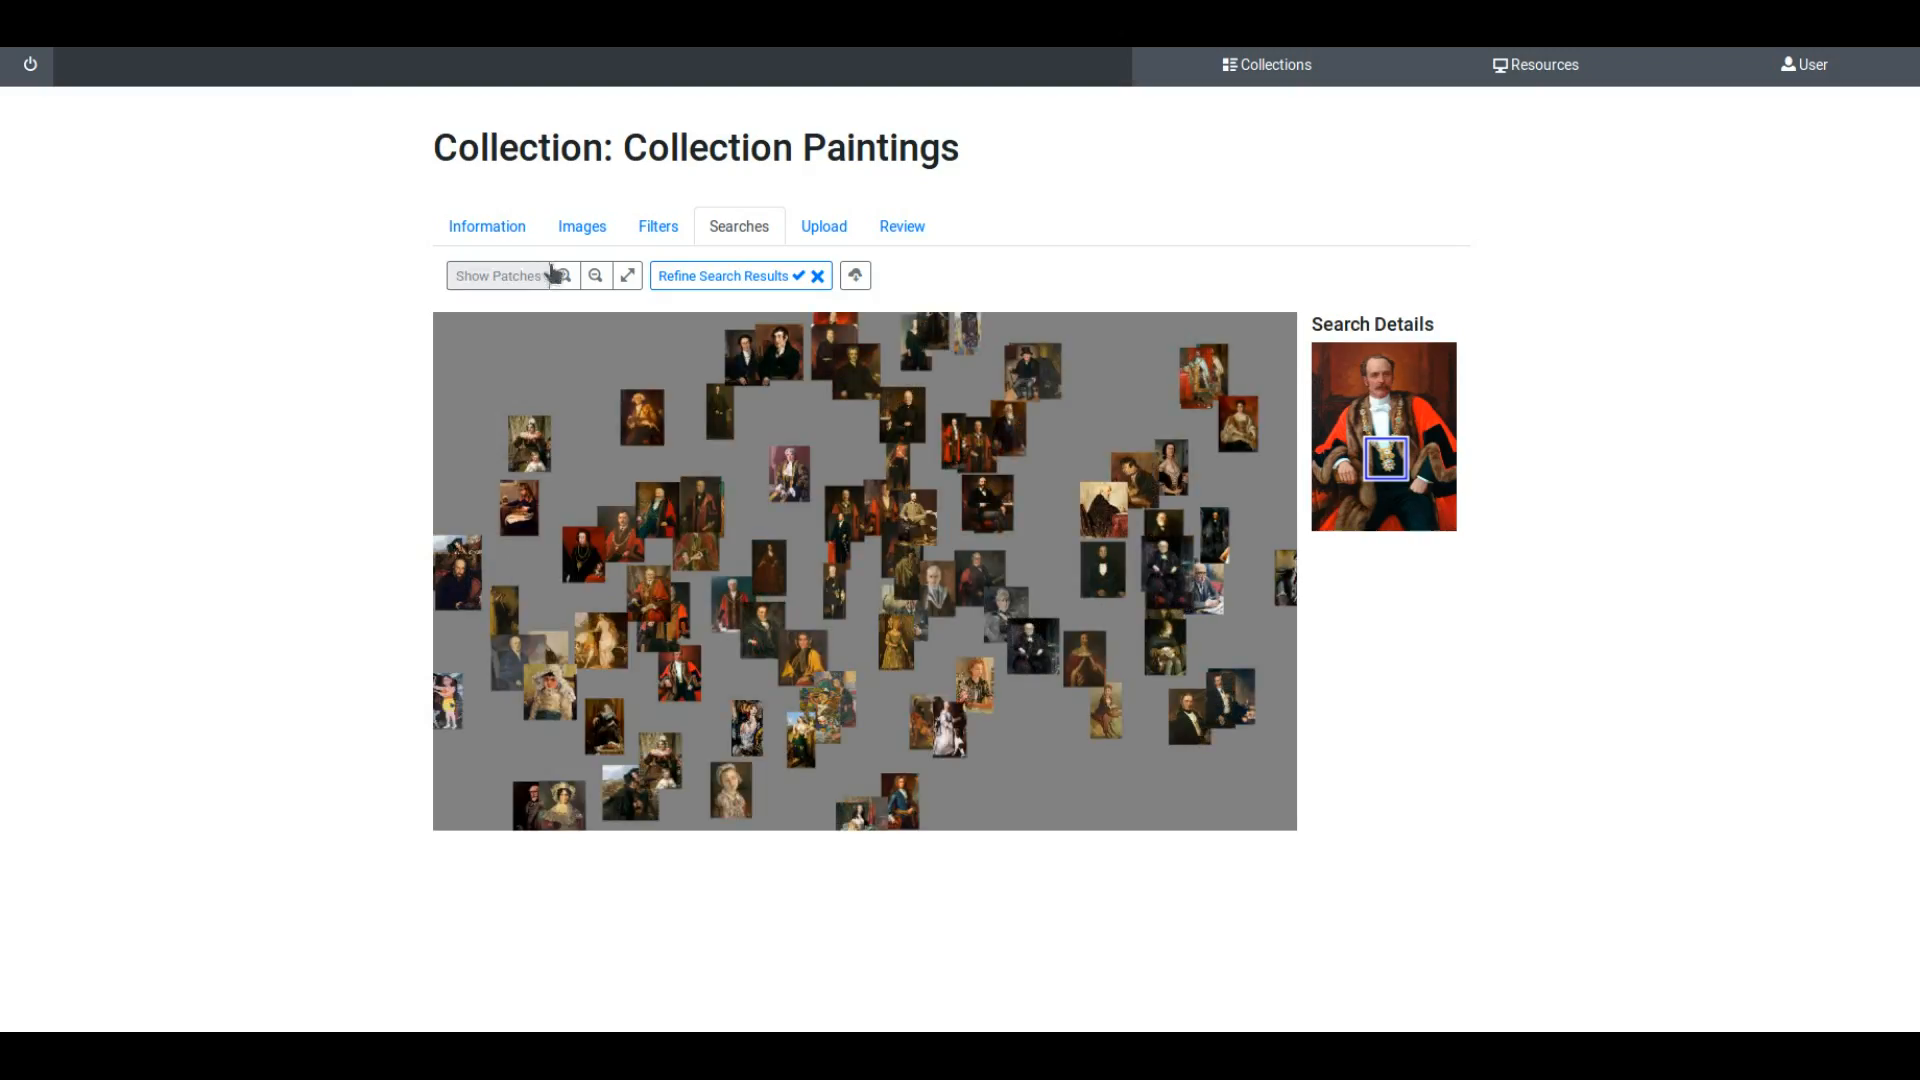 Collections
Resources
User
Collection: Collection Paintings
Information
Images
Filters
Searches
Upload
Review
Show Patches
Refine Search Results
Search Details